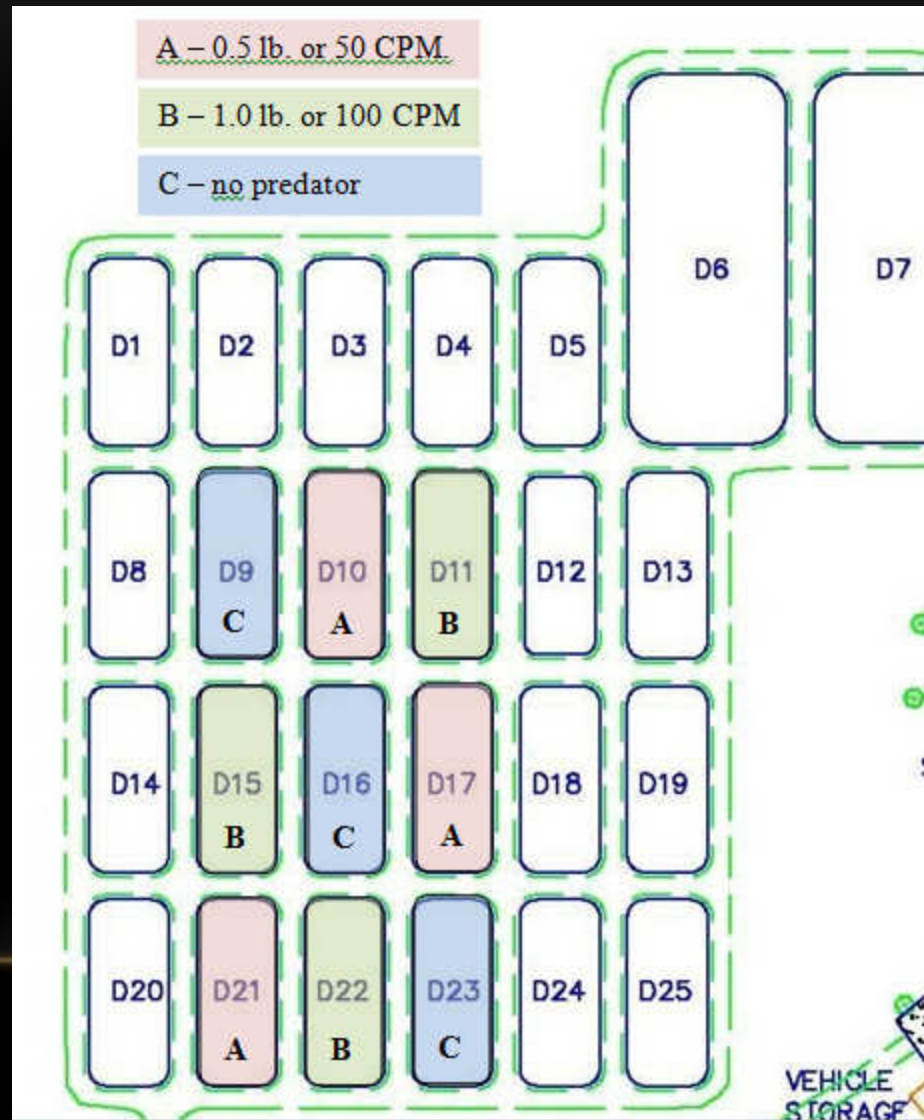 A – 0.5 lb. or 50 CPM.
B – 1.0 lb. or 100 CPM
C – no predator
D6
D7
D1
D2
D3
D4
D5
D8
D9
D10
D11
D12
D13
C
A
B
D14
D15
D16
D17
D18
D19
B
C
A
D20
D21
D22
D23
D24
D25
A
B
C
VEHICLE
STORAGE